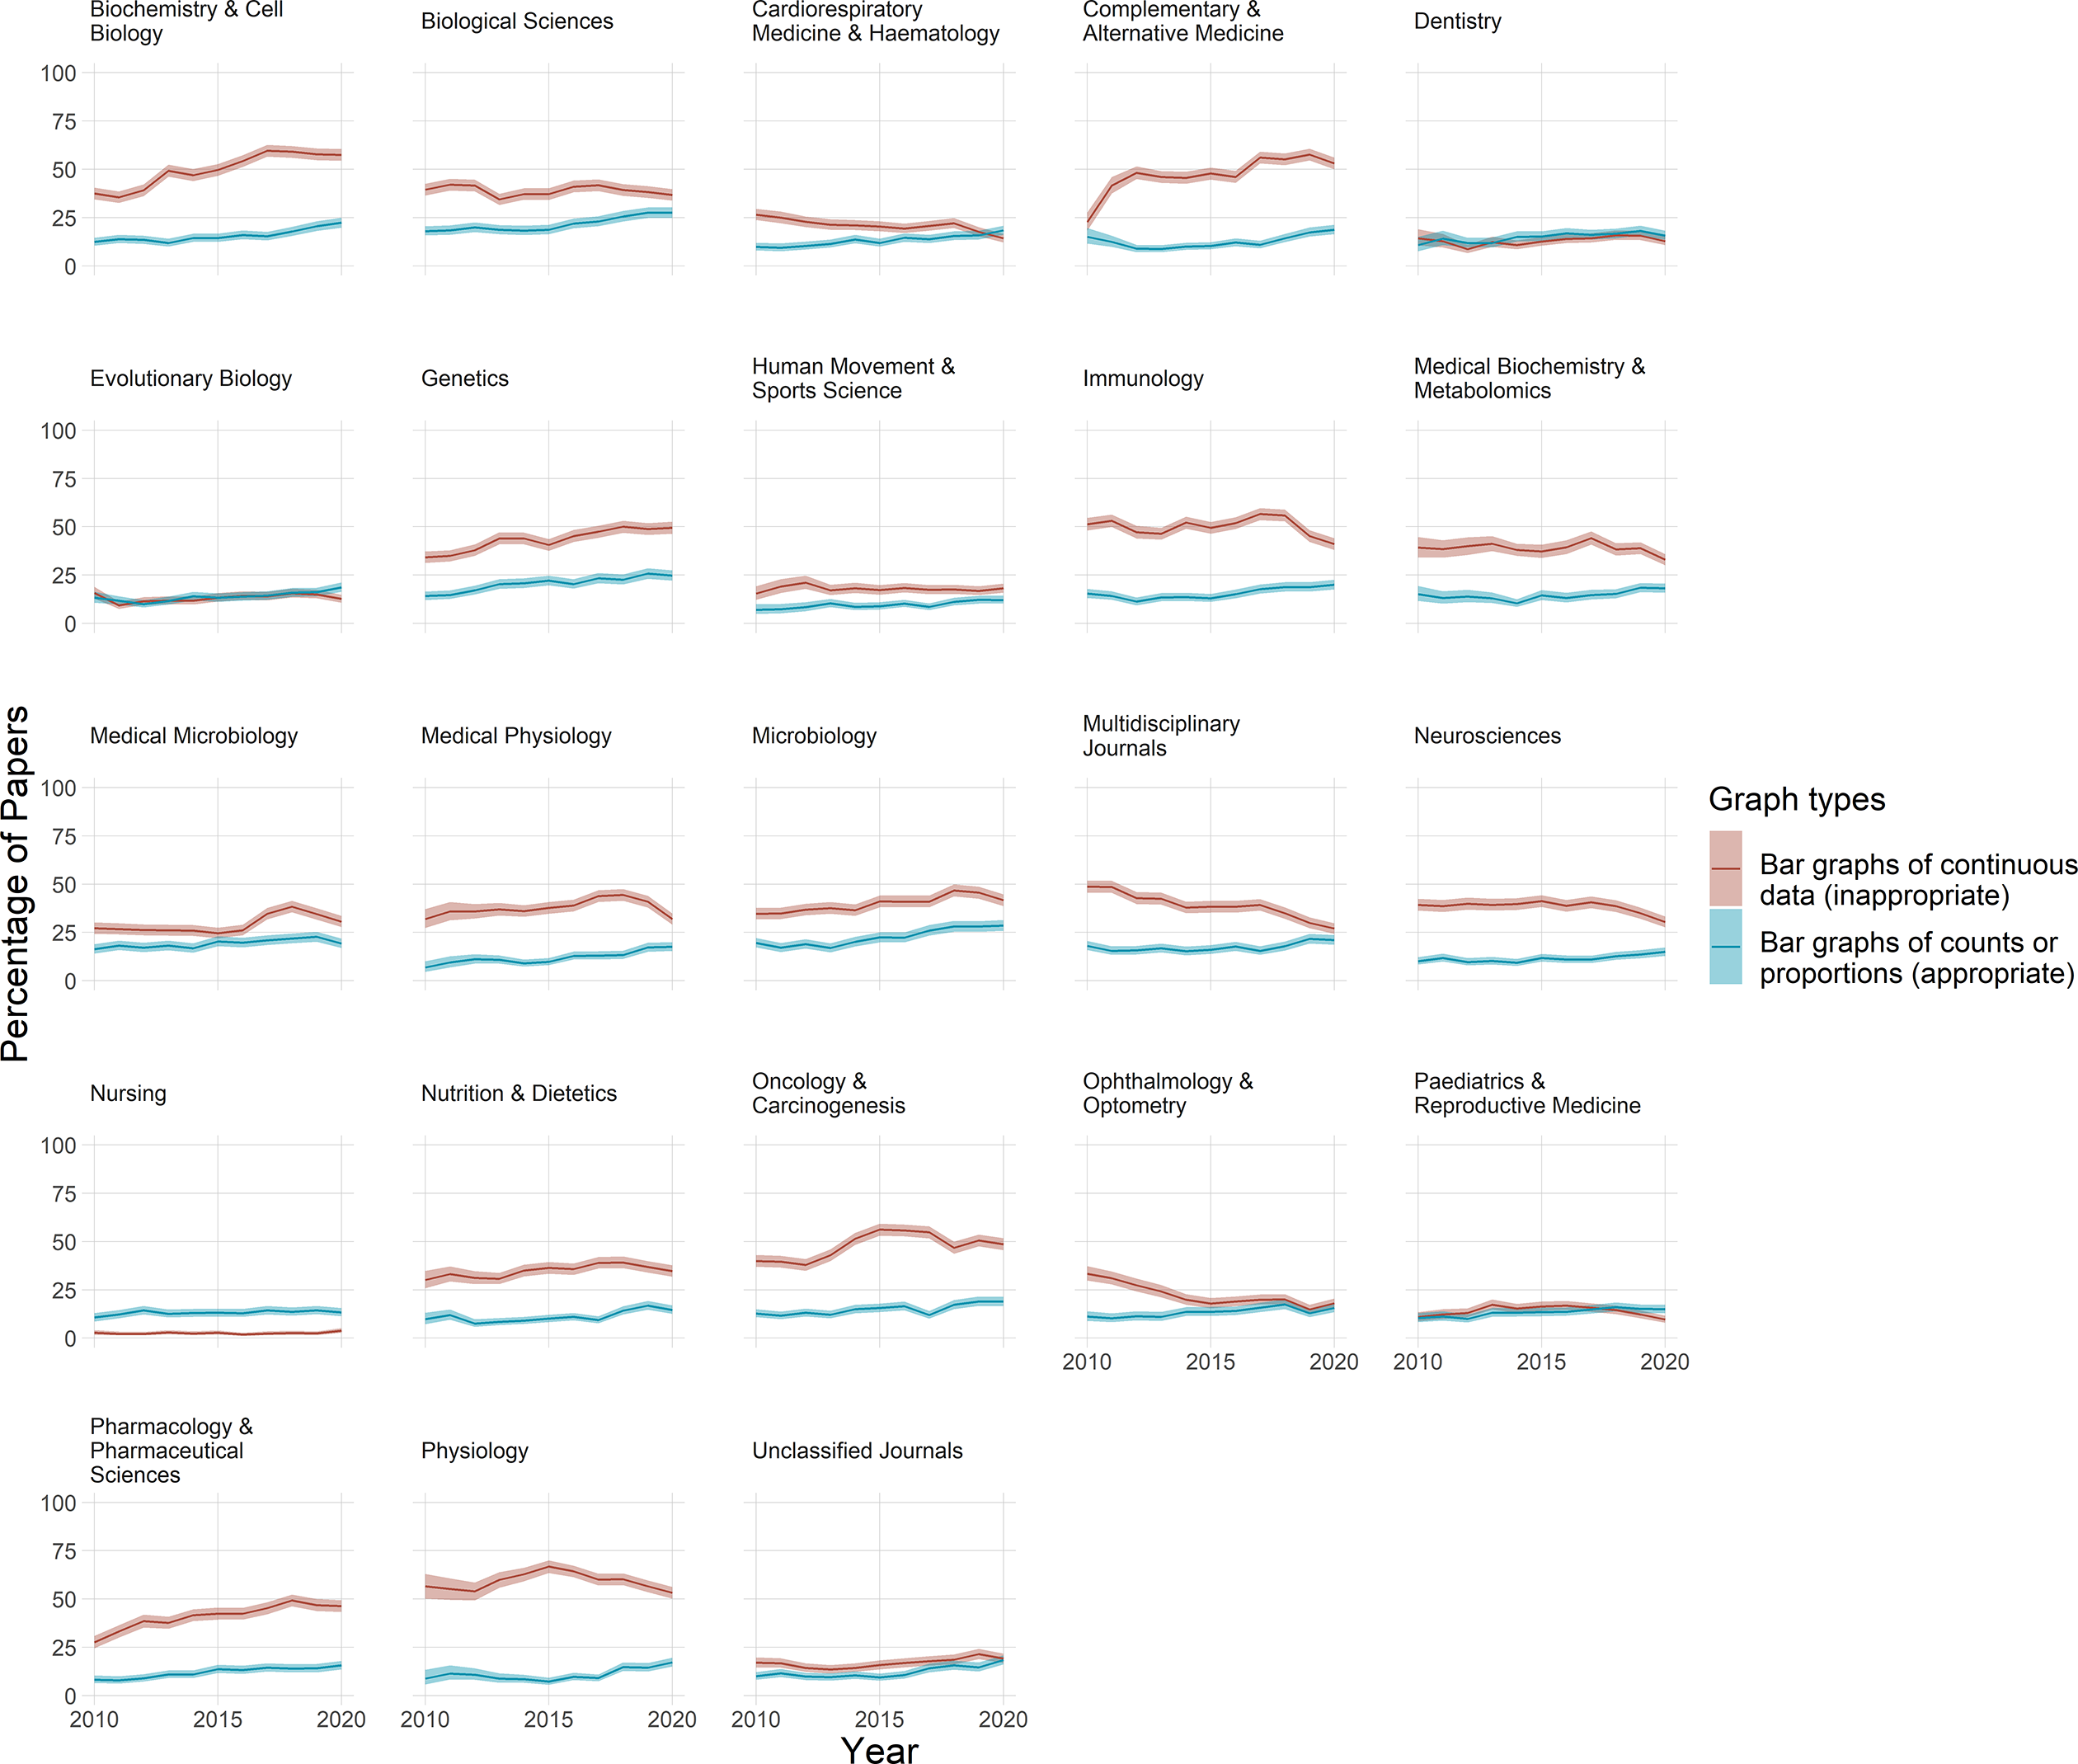 Biochemistry & Cell
Biology
Biological Sciences
Cardiorespiratory
Medicine & Haematology
Complementary &
Alternative Medicine
Dentistry
100
75
50
25
0
Evolutionary Biology
Genetics
Human Movement &
Sports Science
Immunology
Medical Biochemistry &
Metabolomics
100
75
50
25
0
Percentage of Papers
Medical Microbiology
Medical Physiology
Microbiology
Multidisciplinary
Journals
Neurosciences
100
75
50
25
0
Graph types
Bar graphs of continuous
data (inappropriate)
Bar graphs of counts or
proportions (appropriate)
Nursing
Nutrition & Dietetics
Oncology &
Carcinogenesis
Ophthalmology &
Optometry
Paediatrics &
Reproductive Medicine
100
75
50
25
0
2010 2015 2020 2010 2015 2020
Pharmacology &
Pharmaceutical
Sciences
Physiology
Unclassified Journals
100
75
50
25
0
2010 2015 2020 2010 2015 2020 2010 2015 2020
Year